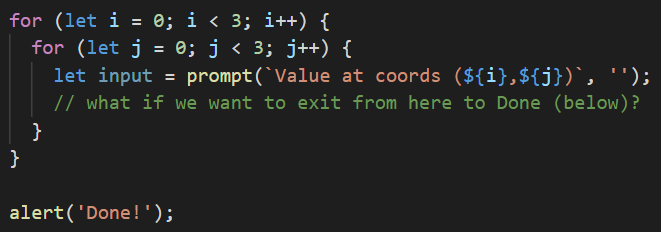 for (let i = 0; i < 3; i++) {
  for (let j = 0; j < 3; j++) {
    let input = prompt(`Value at coords (${i},${j})`, '');
    // what if we want to exit from here to Done (below)?
  }
}
alert('Done!');